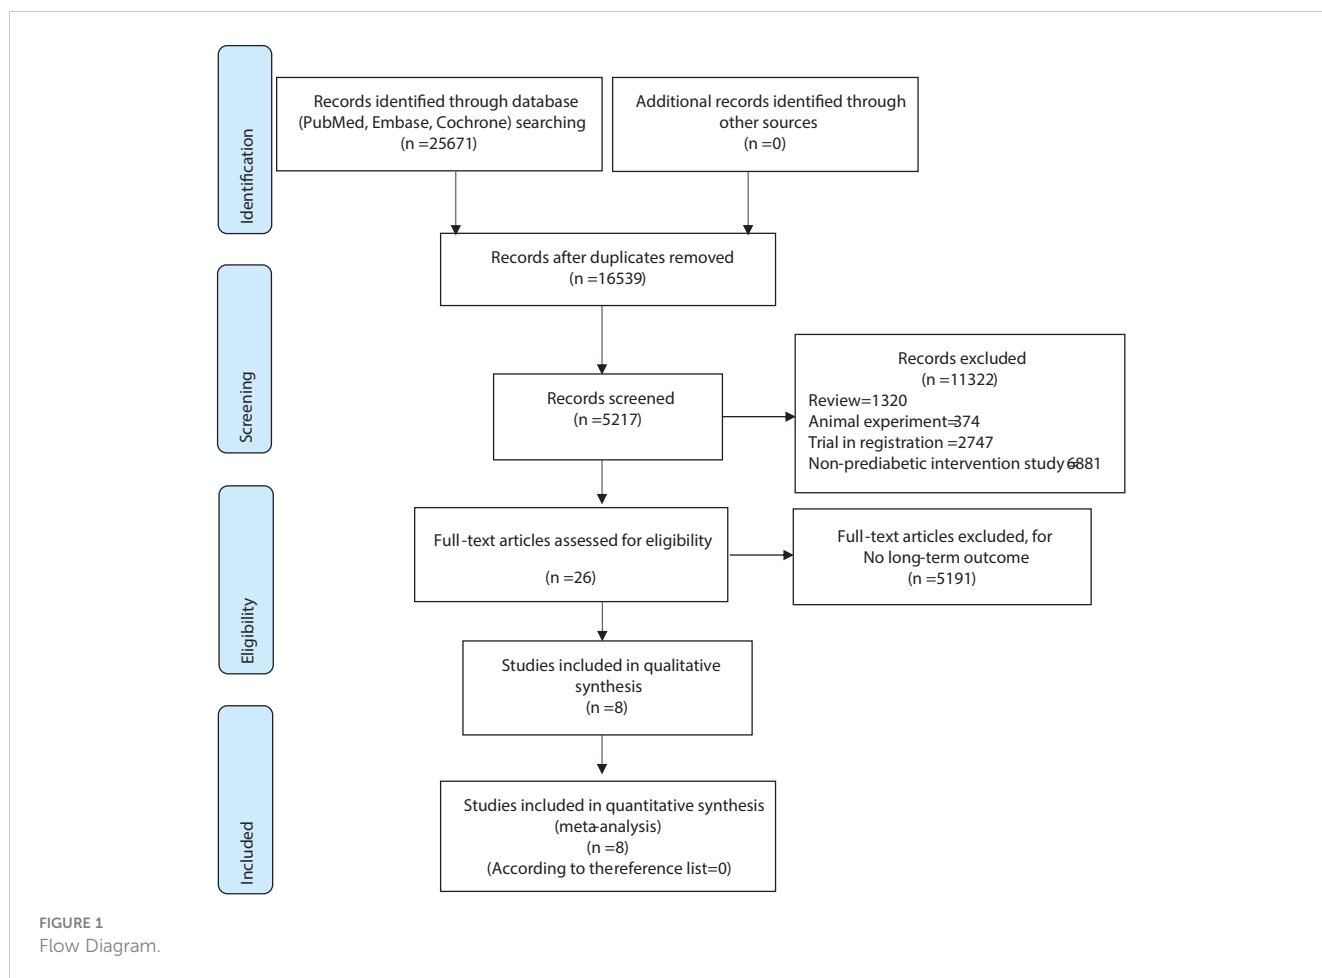 Identification
Records identified through database
(PubMed, Embase, Cochrone) searching
(n =25671)
Additional records identified through
other sources
(n =0)
Records after duplicates removed
(n =16539)
Screening
Records screened
(n =5217)
Records excluded
(n =11322)
Review=1320
Animal experiment=374
Trial in registration =2747
Non-prediabetic intervention study =6881
Eligibility
Full-text articles assessed for eligibility
(n =26)
Full-text articles excluded, for
No long-term outcome
(n =5191)
Studies included in qualitative
synthesis
(n =8)
Included
Studies included in quantitative synthesis
(meta-analysis)
(n =8)
(According to thereference list=0)
FIGURE 1
Flow Diagram.